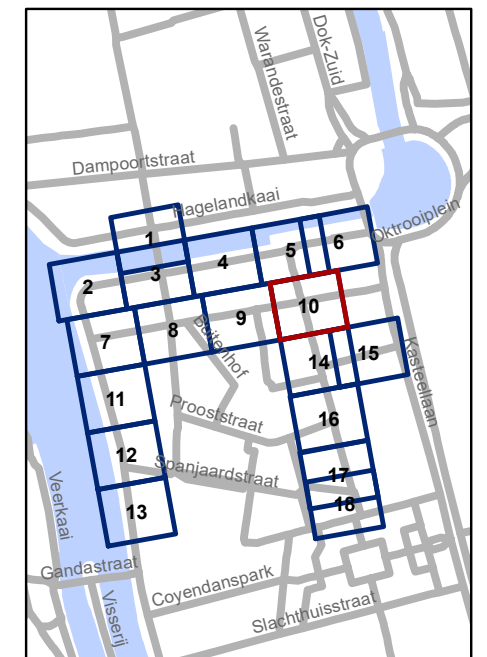 Dok-Zuid
Warandestraat
Dampoortstraat
Hagelandkaai
Oktrooiplein
1
2
3
4
5
6
7
8
9
10
Buitenhof
11
12
13
14
15
16
17
18
Kasteellaan
Prooststraat
Spanjaardstraat
Veerkaai
Gandastraat
Coyendanspark
Visserij
Slachthuisstraat